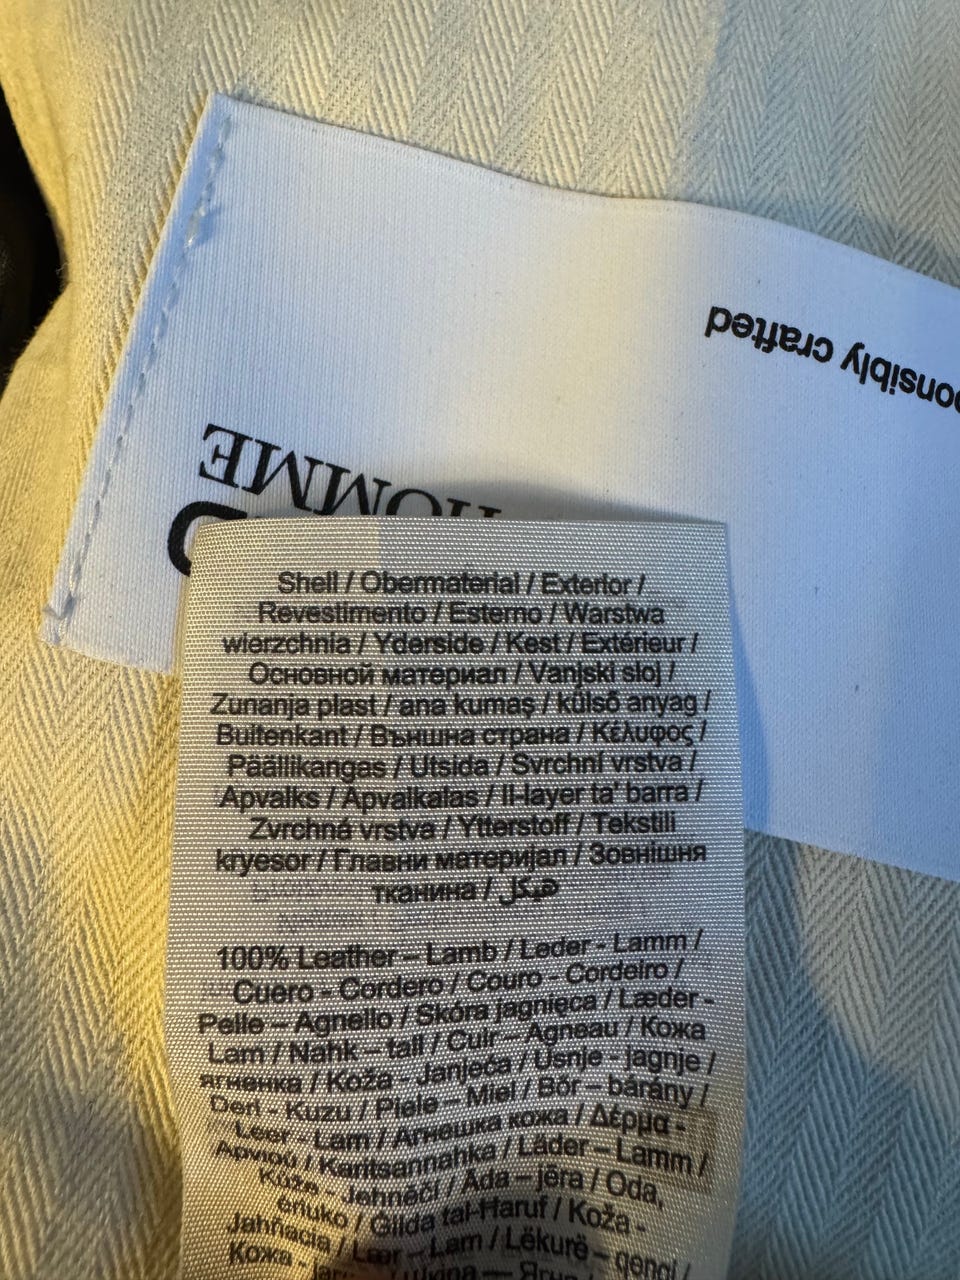 ponsibly crafted
HOMME
Shell / Obermaterial / Exterior /
Revestimento / Esterno / Warstwa
wierzchnia / Yderside / Kest / Extérieur /
Основной материал / Vanjski sloj /
Zunanja plast / ana kumaş / külső anyag /
Buitenkant / Външна страна / Κέλυφος /
Päällikangas / Utsida / Svrchní vrstva /
Apvalks / Apvalkalas / Il-layer ta' barra /
Zvrchná vrstva / Ytterstoff / Tekstili
kryesor / Главни материјал / Зовнішня
тканина / هيكل
100% Leather – Lamb / Leder - Lamm /
Cuero - Cordero / Couro - Cordeiro /
Pelle – Agnello / Skóra jagnięca / Læder -
Lam / Nahk – tall / Cuir – Agneau / Кожа
ягненка / Koža - Janjeća / Usnje - jagnje /
Deri - Kuzu / Piele – Miel / Bőr – bárány /
Leer - Lam / Агнешка кожа / Δέρμα -
Αρνιού / Karitsannahka / Läder – Lamm /
Kůže - Jehněčí / Āda – jēra / Oda,
ėriuko / Ġilda tal-Ħaruf / Koža -
Jahňacia / Lær – Lam / Lëkurë – qengj /
Кожа -